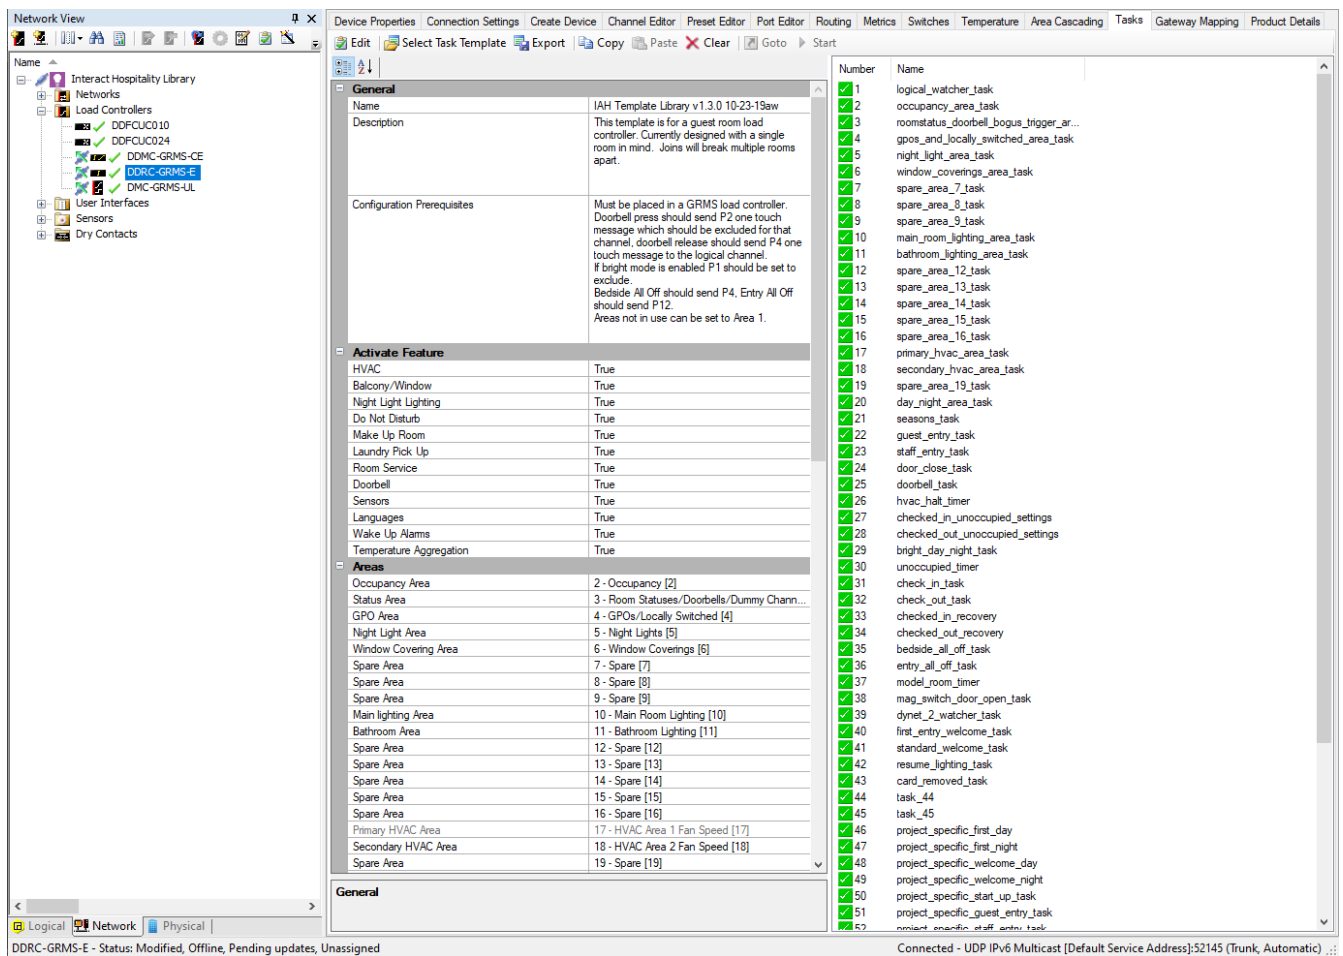 Network View
Name
Interact Hospitality Library
Networks
Load Controllers
DDFCUC010
DDFCUC024
DDMC-GRMS-CE
DDRC-GRMS-E
DMC-GRMS-UL
User Interfaces
Sensors
Dry Contacts
Logical Network Physical
Device Properties Connection Settings Create Device Channel Editor Preset Editor Port Editor Routing Metrics Switches Temperature Area Cascading Tasks Gateway Mapping Product Details
Edit Select Task Template Export Copy Paste Clear Goto Start
General
Name IAH Template Library v1.3.0 10-23-19aw
Description This template is for a guest room load
controller. Currently designed with a single
room in mind. Joins will break multiple rooms
apart.
Configuration Prerequisites Must be placed in a GRMS load controller.
Doorbell press should send P2 one touch
message which should be excluded for that
channel, doorbell release should send P4 one
touch message to the logical channel.
If bright mode is enabled P1 should be set to
exclude.
Bedside All Off should send P4, Entry All Off
should send P12.
Areas not in use can be set to Area 1.
Activate Feature
HVAC True
Balcony/Window True
Night Light Lighting True
Do Not Disturb True
Make Up Room True
Laundry Pick Up True
Room Service True
Doorbell True
Sensors True
Languages True
Wake Up Alarms True
Temperature Aggregation True
Areas
Occupancy Area 2 - Occupancy [2]
Status Area 3 - Room Statuses/Doorbells/Dummy Chann...
GPO Area 4 - GPOs/Locally Switched [4]
Night Light Area 5 - Night Lights [5]
Window Covering Area 6 - Window Coverings [6]
Spare Area 7 - Spare [7]
Spare Area 8 - Spare [8]
Spare Area 9 - Spare [9]
Main lighting Area 10 - Main Room Lighting [10]
Bathroom Area 11 - Bathroom Lighting [11]
Spare Area 12 - Spare [12]
Spare Area 13 - Spare [13]
Spare Area 14 - Spare [14]
Spare Area 15 - Spare [15]
Spare Area 16 - Spare [16]
Primary HVAC Area 17 - HVAC Area 1 Fan Speed [17]
Secondary HVAC Area 18 - HVAC Area 2 Fan Speed [18]
Spare Area 19 - Spare [19]
General
Number Name
1 logical_watcher_task
2 occupancy_area_task
3 roomstatus_doorbell_bogus_trigger_ar...
4 gpos_and_locally_switched_area_task
5 night_light_area_task
6 window_coverings_area_task
7 spare_area_7_task
8 spare_area_8_task
9 spare_area_9_task
10 main_room_lighting_area_task
11 bathroom_lighting_area_task
12 spare_area_12_task
13 spare_area_13_task
14 spare_area_14_task
15 spare_area_15_task
16 spare_area_16_task
17 primary_hvac_area_task
18 secondary_hvac_area_task
19 spare_area_19_task
20 day_night_area_task
21 seasons_task
22 guest_entry_task
23 staff_entry_task
24 door_close_task
25 doorbell_task
26 hvac_halt_timer
27 checked_in_unoccupied_settings
28 checked_out_unoccupied_settings
29 bright_day_night_task
30 unoccupied_timer
31 check_in_task
32 check_out_task
33 checked_in_recovery
34 checked_out_recovery
35 bedside_all_off_task
36 entry_all_off_task
37 model_room_timer
38 mag_switch_door_open_task
39 dynet_2_watcher_task
40 first_entry_welcome_task
41 standard_welcome_task
42 resume_lighting_task
43 card_removed_task
44 task_44
45 task_45
46 project_specific_first_day
47 project_specific_first_night
48 project_specific_welcome_day
49 project_specific_welcome_night
50 project_specific_start_up_task
51 project_specific_guest_entry_task
52 project_specific_staff_entry_task
DDRC-GRMS-E - Status: Modified, Offline, Pending updates, Unassigned
Connected - UDP IPv6 Multicast [Default Service Address]:52145 (Trunk, Automatic)